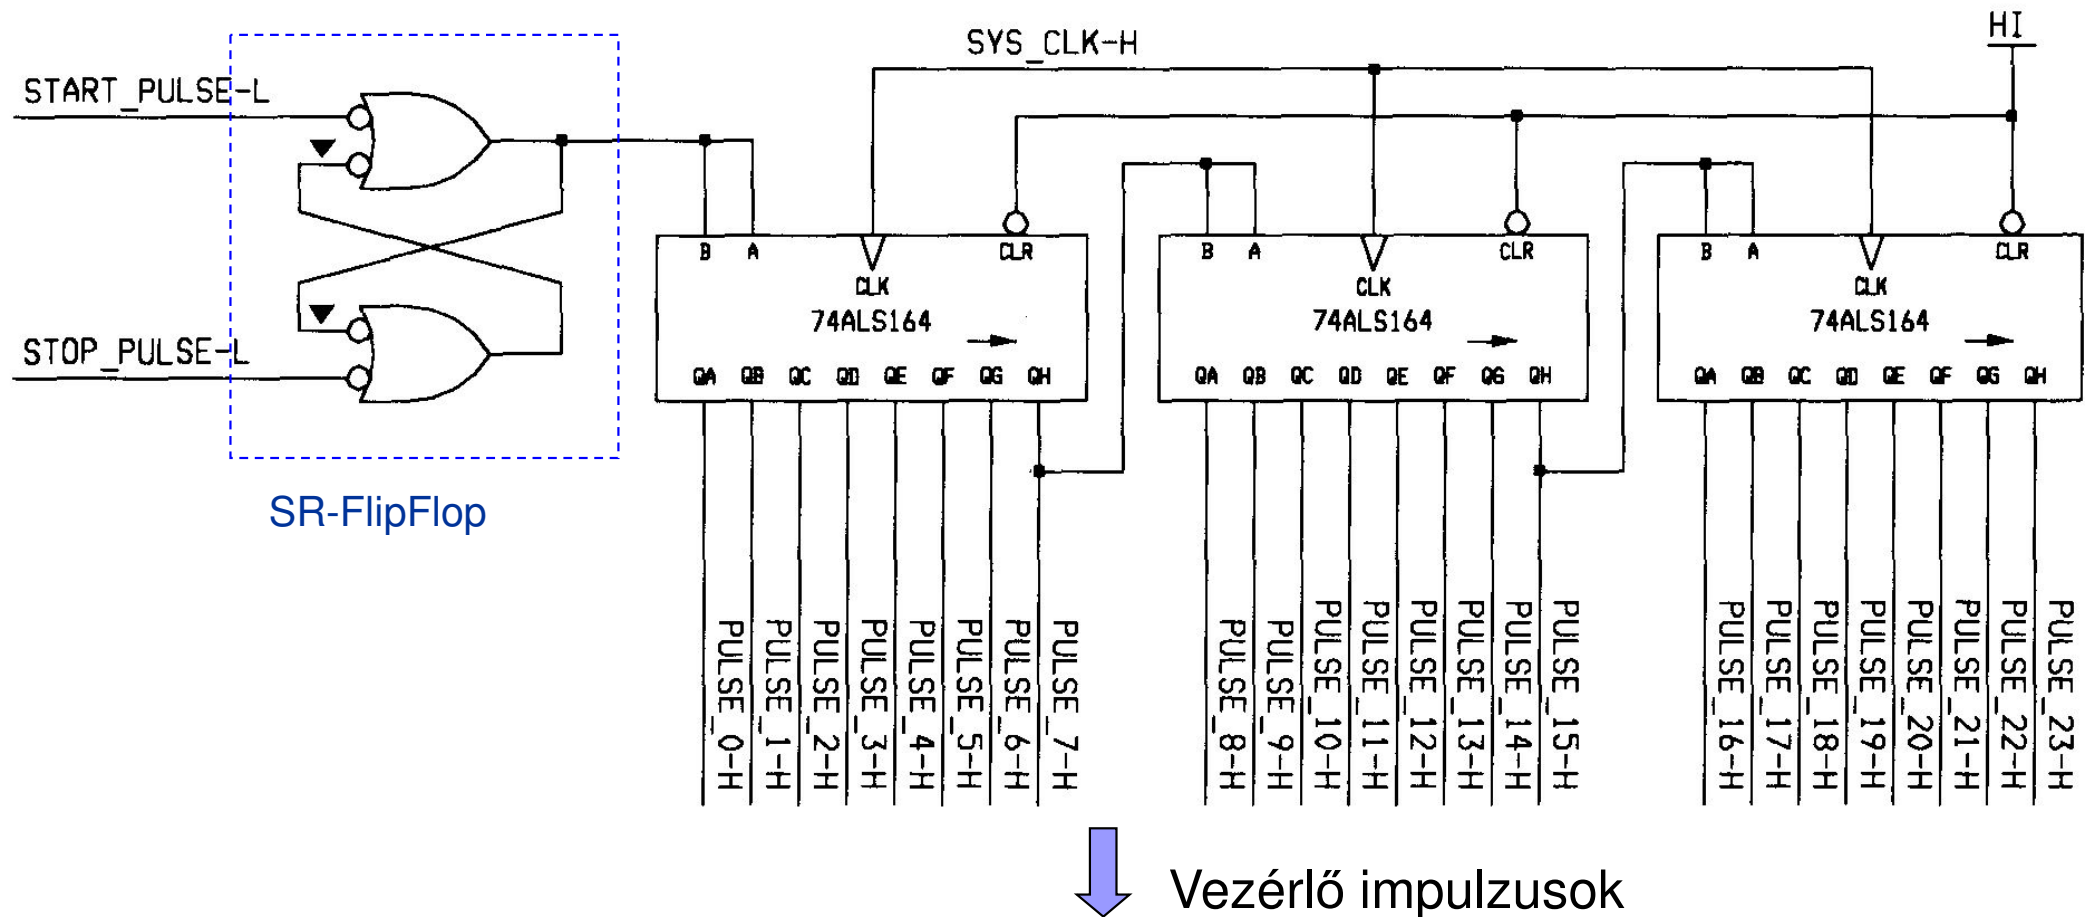 HI
SYS_CLK-H
START_PULSE-L
B A CLR
B A CLR
B A CLR
CLK
CLK
CLK
74ALS164
74ALS164
74ALS164
STOP_PULSE-L
QA QB QC QD QE QF QG QH
QA QB QC QD QE QF QG QH
QA QB QC QD QE QF QG QH
SR-FlipFlop
PULSE_0-H
PULSE_1-H
PULSE_2-H
PULSE_3-H
PULSE_4-H
PULSE_5-H
PULSE_6-H
PULSE_7-H
PULSE_8-H
PULSE_9-H
PULSE_10-H
PULSE_11-H
PULSE_12-H
PULSE_13-H
PULSE_14-H
PULSE_15-H
PULSE_16-H
PULSE_17-H
PULSE_18-H
PULSE_19-H
PULSE_20-H
PULSE_21-H
PULSE_22-H
PULSE_23-H
Vezérlő impulzusok